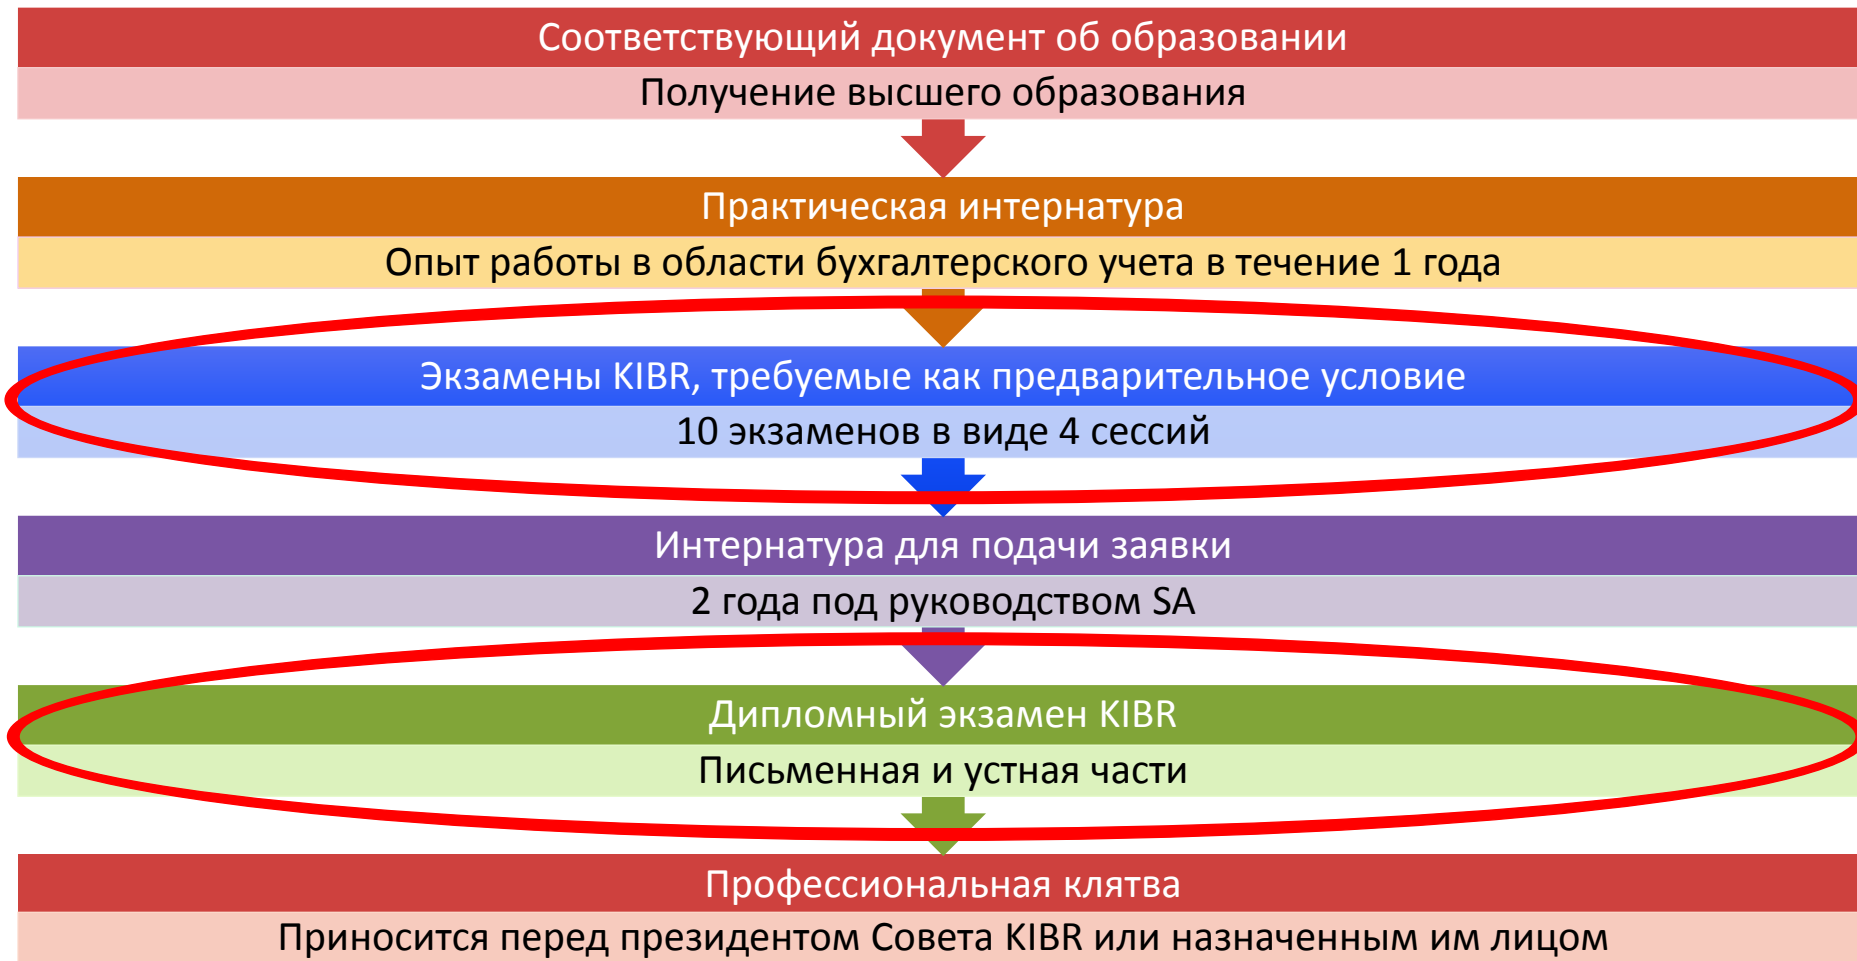 Соответствующий документ об образовании
Получение высшего образования
Практическая интернатура
Опыт работы в области бухгалтерского учета в течение 1 года
Экзамены KIBR, требуемые как предварительное условие
10 экзаменов в виде 4 сессий
Интернатура для подачи заявки
2 года под руководством SA
Дипломный экзамен KIBR
Письменная и устная части
Профессиональная клятва
Приносится перед президентом Совета KIBR или назначенным им лицом